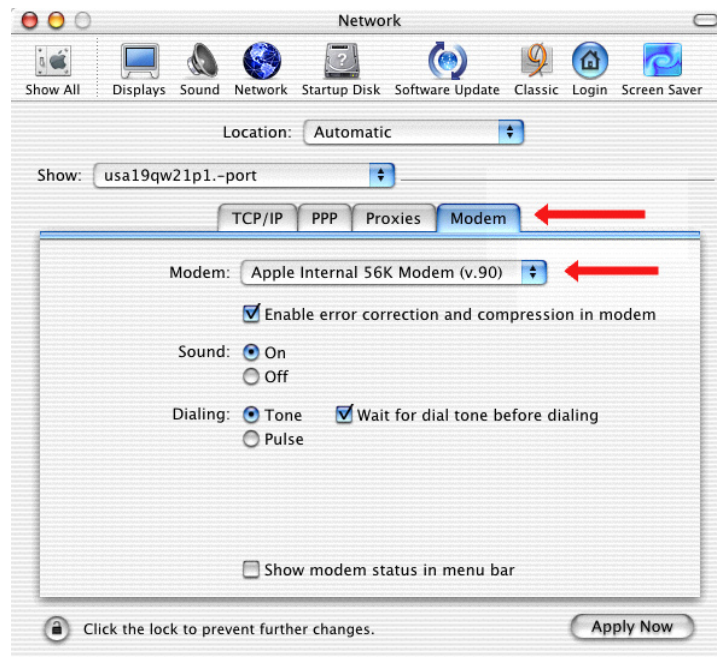 Network
Show All Displays Sound Network Startup Disk Software Update Classic Login Screen Saver
Location: Automatic
Show: usa19qw21p1.-port
TCP/IP PPP Proxies Modem
Modem: Apple Internal 56K Modem (v.90)
Enable error correction and compression in modem
Sound: On
Off
Dialing: Tone Wait for dial tone before dialing
Pulse
Show modem status in menu bar
Click the lock to prevent further changes. Apply Now